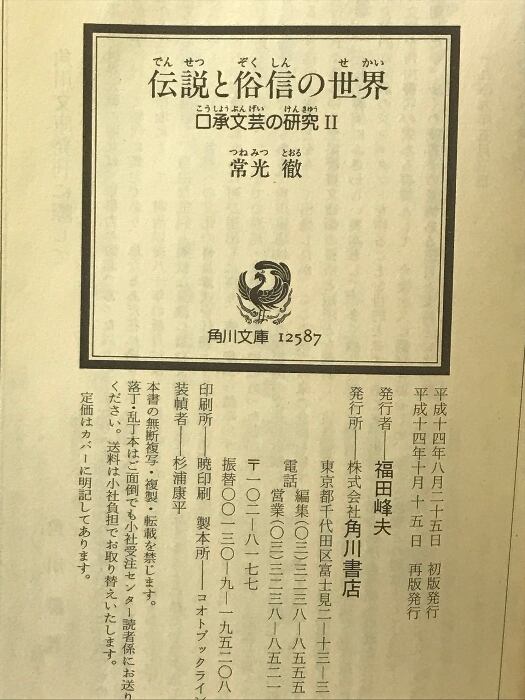 でん せつ ぞく しん せ かい
伝説と俗信の世界
こうしょうぶんげい けんきゅう
口承文芸の研究 II
つねみつ とおる
常光 徹
角川文庫 12587
平成十四年八月二十五日 初版発行
平成十四年十月十五日 再版発行
発行者——福田峰夫
発行所——株式会社角川書店
東京都千代田区富士見二—十三—三
電話 編集(〇三)三二三八—八五五五
営業(〇三)三二三八—八五二一
〒一〇二—八一七七
振替〇〇一三〇—九—一九五二〇八
印刷所——暁印刷 製本所——コオトブックライン
装幀者——杉浦康平
本書の無断複写・複製・転載を禁じます。
落丁・乱丁本はご面倒でも小社受注センター読者係にお送り
ください。送料は小社負担でお取り替えいたします。
定価はカバーに明記してあります。